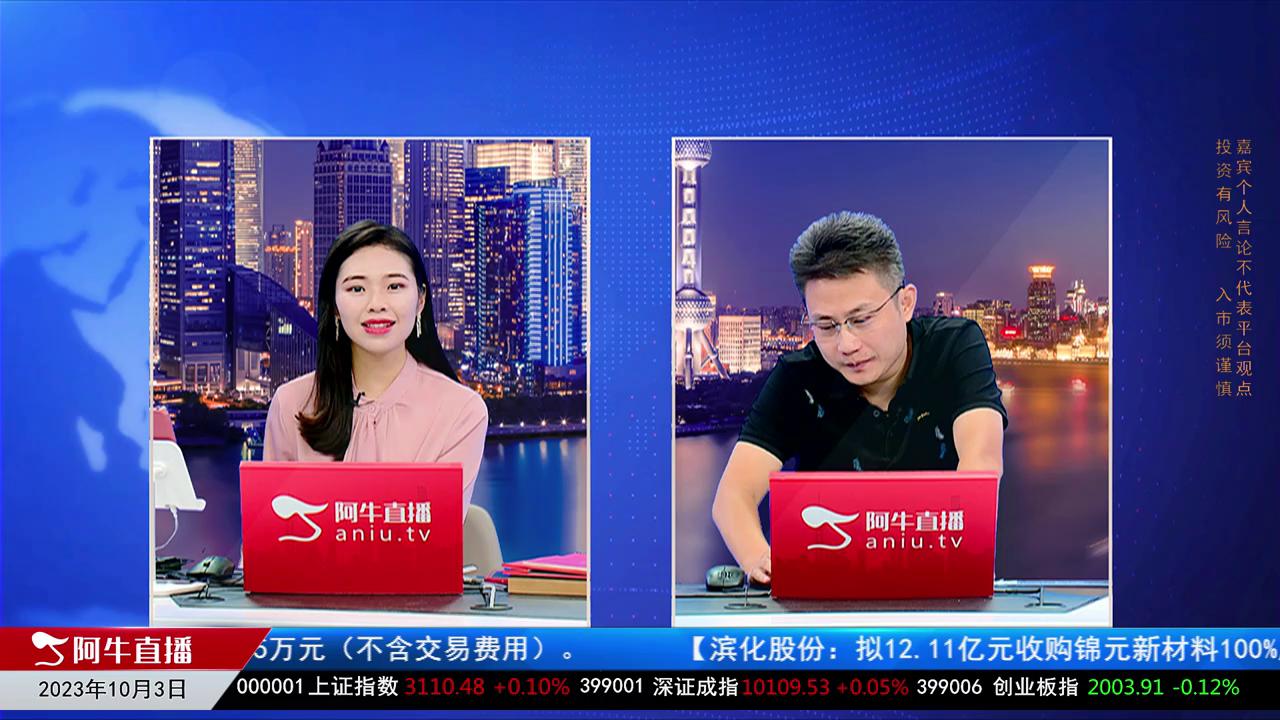 嘉宾个人言论不代表平台观点
投资有风险 入市须谨慎
阿牛直播
aniu.tv
阿牛直播
aniu.tv
阿牛直播
万元（不含交易费用）。 【滨化股份：拟12.11亿元收购锦元新材料100%
2023年10月3日
000001 上证指数 3110.48 +0.10% 399001 深证成指 10109.53 +0.05% 399006 创业板指 2003.91 -0.12%